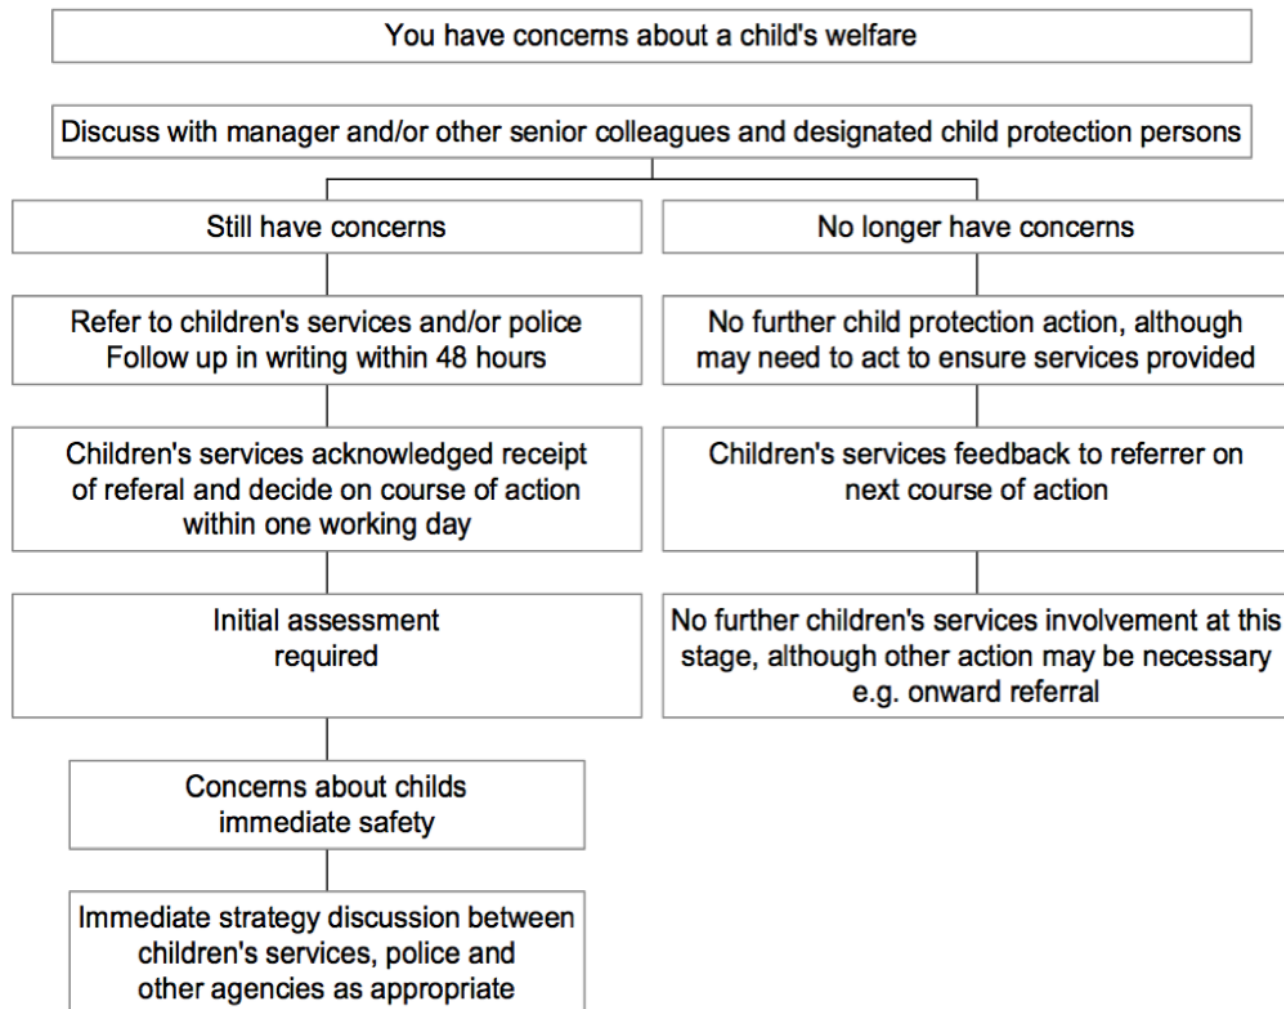 You have concerns about a child's welfare
Discuss with manager and/or other senior colleagues and designated child protection persons
Still have concerns
No longer have concerns
Refer to children's services and/or police
Follow up in writing within 48 hours
No further child protection action, although
may need to act to ensure services provided
Children's services acknowledged receipt
of referal and decide on course of action
within one working day
Children's services feedback to referrer on
next course of action
Initial assessment
required
No further children's services involvement at this
stage, although other action may be necessary
e.g. onward referral
Concerns about childs
immediate safety
Immediate strategy discussion between
children's services, police and
other agencies as appropriate